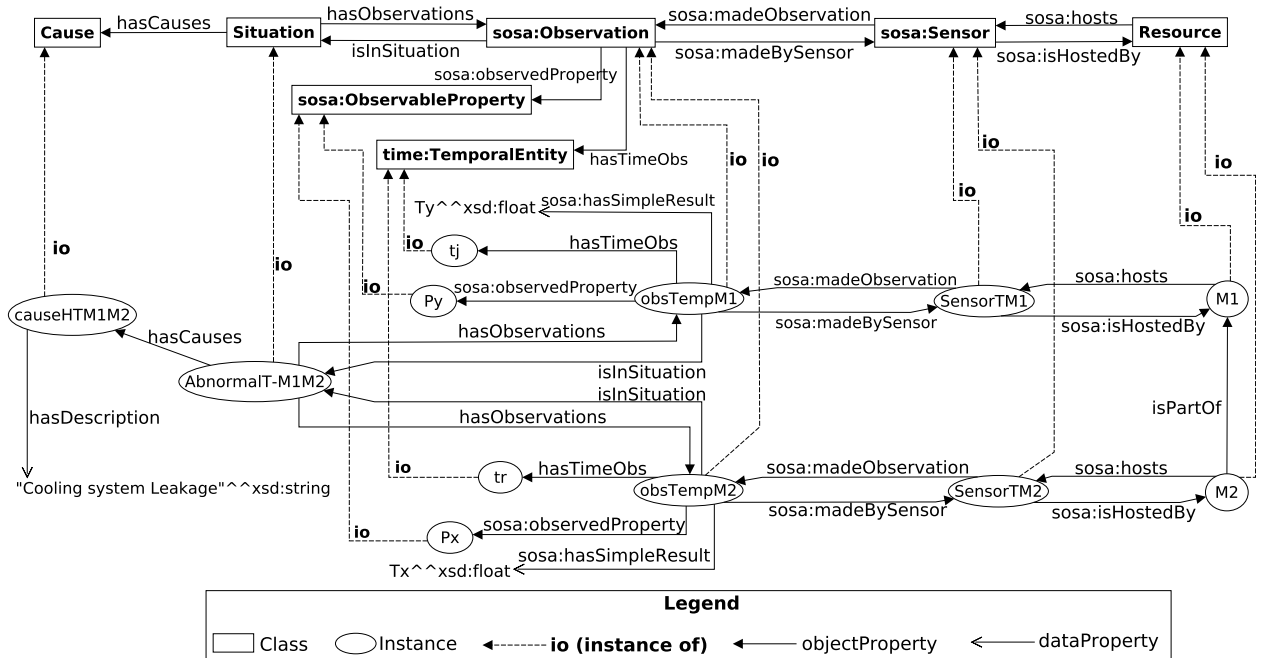 hasCauses
hasObservations
sosa:madeObservation
sosa:hosts
Cause
Situation
sosa:Observation
sosa:Sensor
Resource
isInSituation
sosa:madeBySensor
sosa:isHostedBy
sosa:observedProperty
sosa:ObservableProperty
time:TemporalEntity
hasTimeObs
io
io
io
io
io
io
Ty^^xsd:float
sosa:hasSimpleResult
io
tj
hasTimeObs
io
io
io
Py
sosa:observedProperty
obsTempM1
sosa:madeObservation
SensorTM1
sosa:hosts
M1
causeHTM1M2
sosa:madeBySensor
sosa:isHostedBy
hasCauses
hasObservations
isInSituation
AbnormalT-M1M2
isInSituation
hasDescription
hasObservations
isPartOf
io
tr
hasTimeObs
sosa:madeObservation
sosa:hosts
"Cooling system Leakage"^^xsd:string
obsTempM2
SensorTM2
M2
sosa:madeBySensor
sosa:isHostedBy
io
Px
sosa:observedProperty
Tx^^xsd:float
sosa:hasSimpleResult
Legend
Class
Instance
io (instance of)
objectProperty
dataProperty